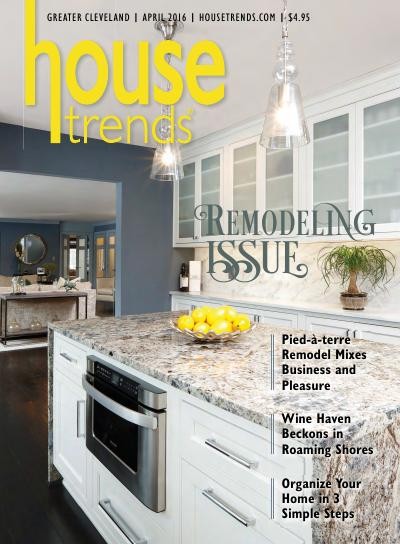 GREATER CLEVELAND | APRIL 2016 | HOUSETRENDS.COM | $4.95
house
trends
REMODELING
ISSUE
Pied-à-terre
Remodel Mixes
Business and
Pleasure
Wine Haven
Beckons in
Roaming Shores
Organize Your
Home in 3
Simple Steps